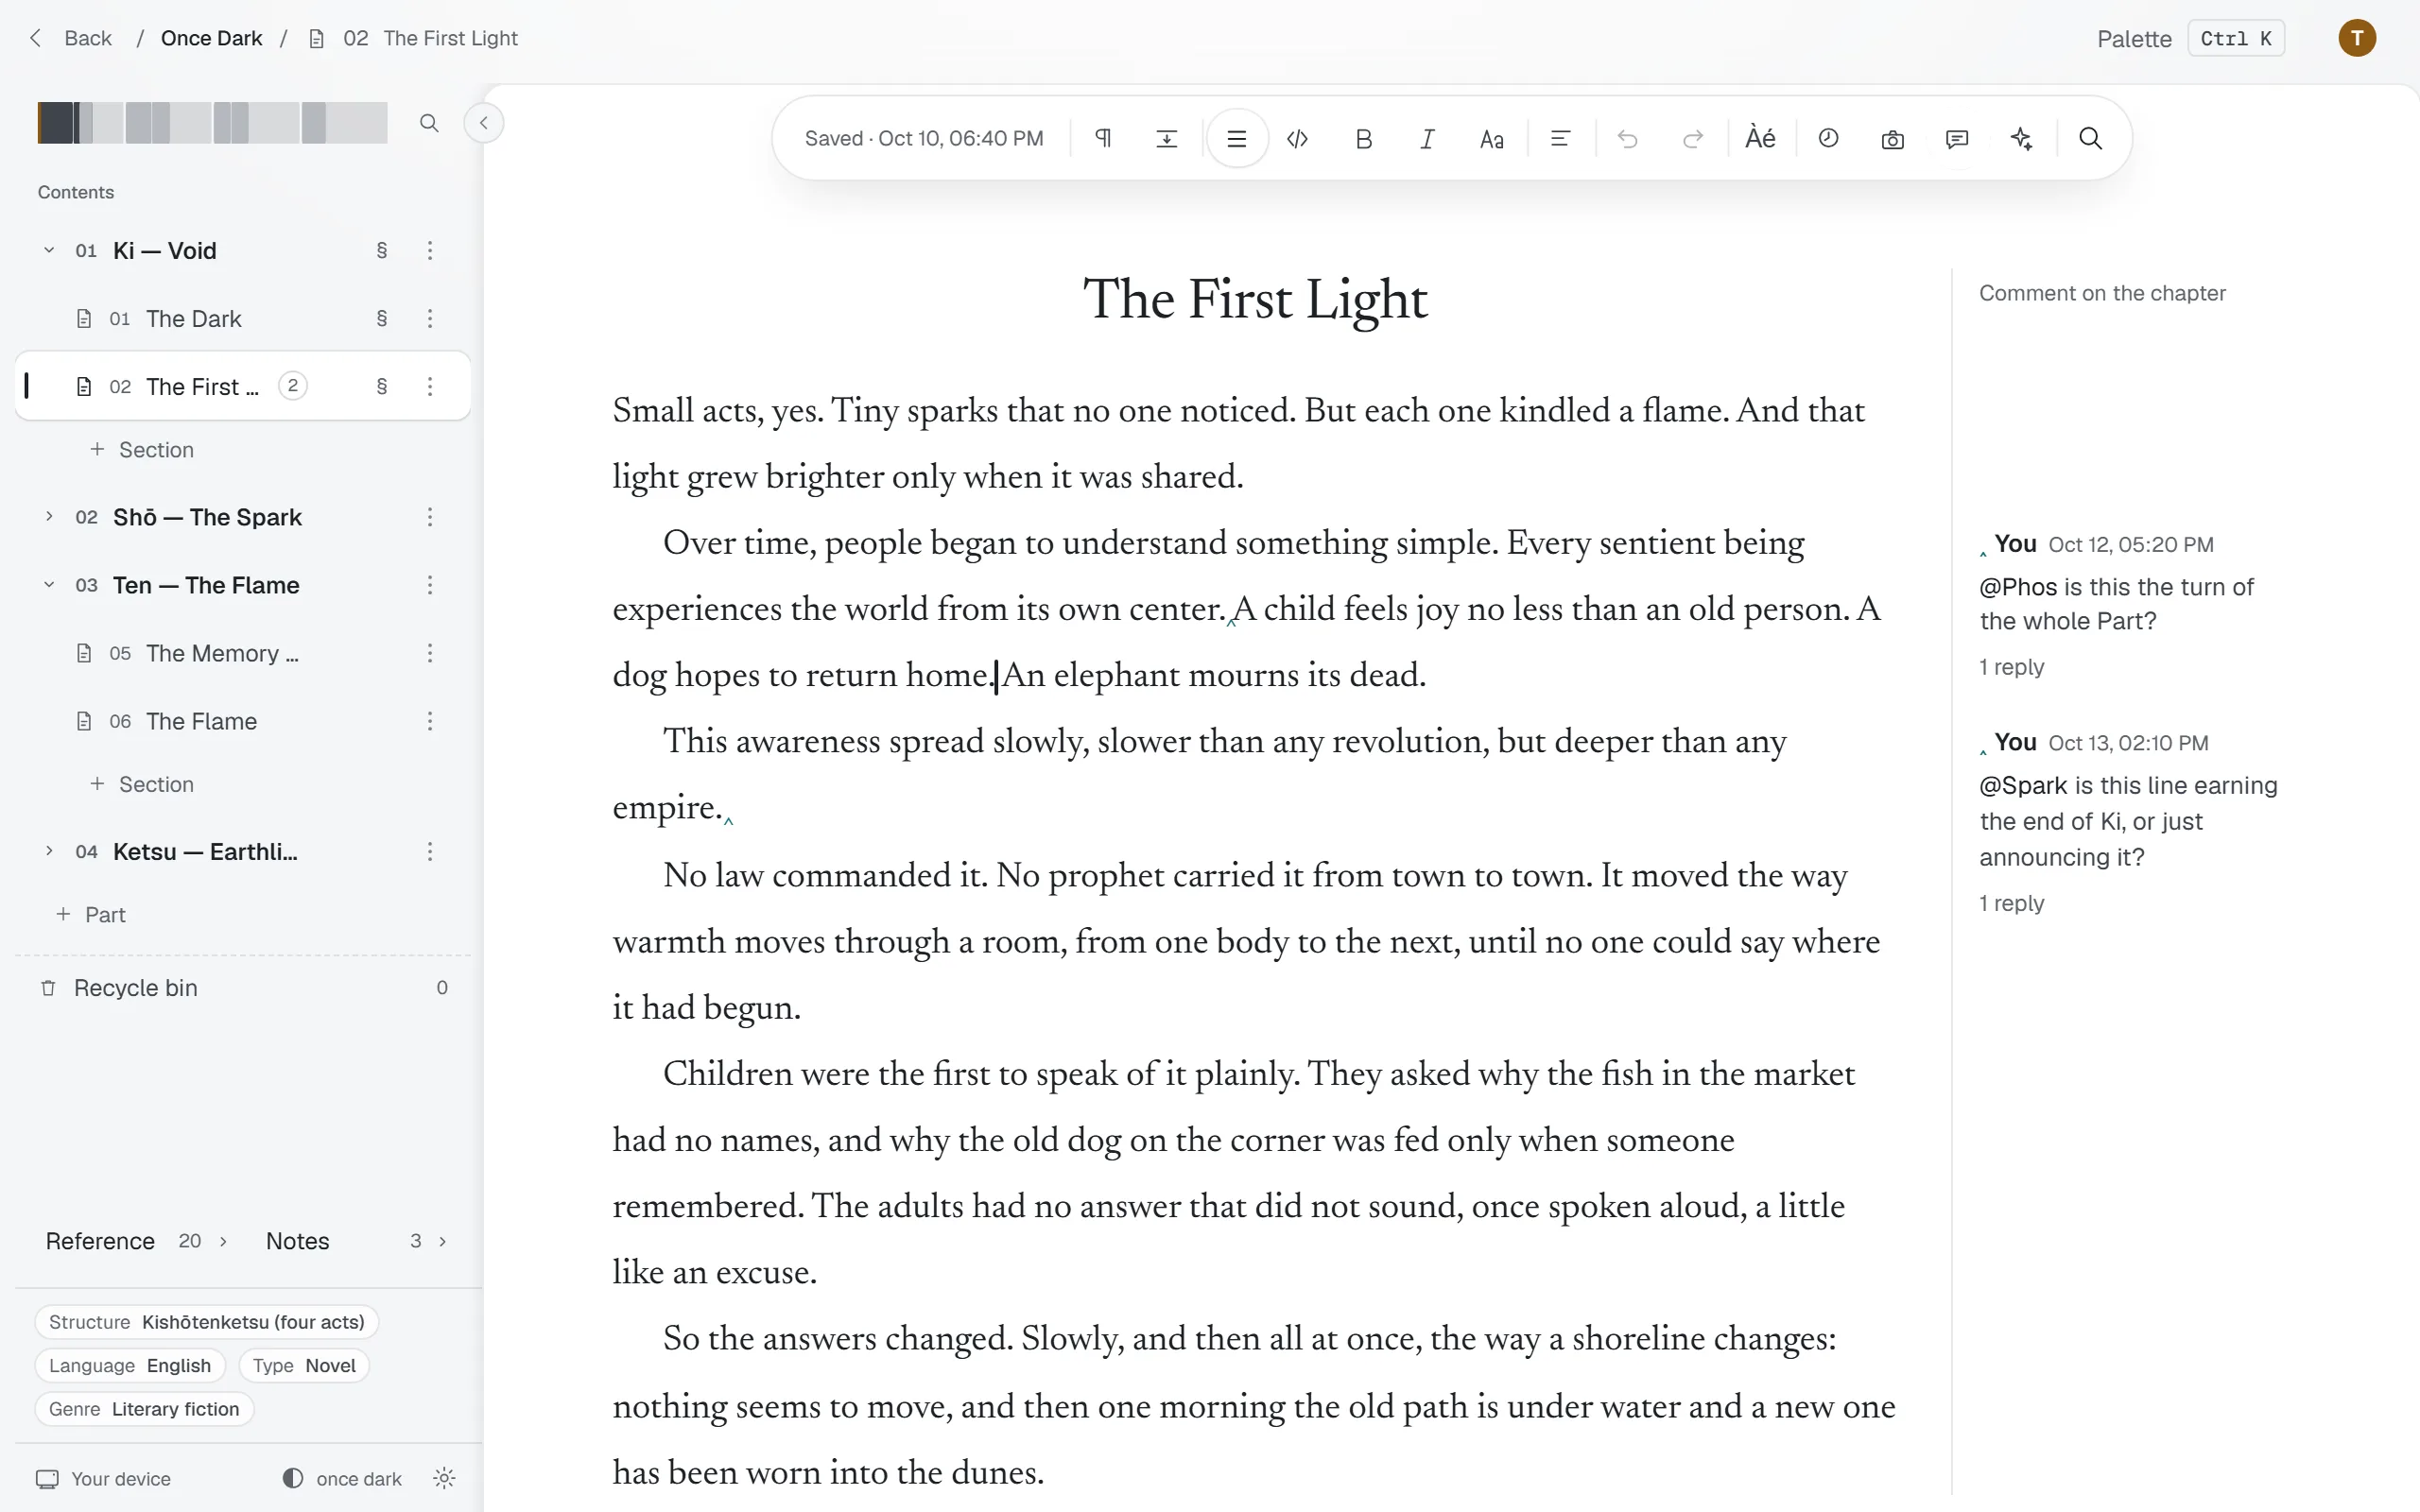 Back / Once Dark / 02 The First Light
Palette Ctrl K T
Contents
01 Ki — Void §
01 The Dark §
02 The First ... 2 §
+ Section
02 Shō — The Spark
03 Ten — The Flame
05 The Memory ...
06 The Flame
+ Section
04 Ketsu — Earthli...
+ Part
Recycle bin 0
Reference 20 Notes 3
Structure Kishōtenketsu (four acts)
Language English Type Novel
Genre Literary fiction
Your device once dark
Saved · Oct 10, 06:40 PM ¶ B I Aa Àé
The First Light
Small acts, yes. Tiny sparks that no one noticed. But each one kindled a flame. And that
light grew brighter only when it was shared.
Over time, people began to understand something simple. Every sentient being
experiences the world from its own center.‸A child feels joy no less than an old person. A
dog hopes to return home. An elephant mourns its dead.
This awareness spread slowly, slower than any revolution, but deeper than any
empire.‸
No law commanded it. No prophet carried it from town to town. It moved the way
warmth moves through a room, from one body to the next, until no one could say where
it had begun.
Children were the first to speak of it plainly. They asked why the fish in the market
had no names, and why the old dog on the corner was fed only when someone
remembered. The adults had no answer that did not sound, once spoken aloud, a little
like an excuse.
So the answers changed. Slowly, and then all at once, the way a shoreline changes:
nothing seems to move, and then one morning the old path is under water and a new one
has been worn into the dunes.
Comment on the chapter
‸ You Oct 12, 05:20 PM
@Phos is this the turn of
the whole Part?
1 reply
‸ You Oct 13, 02:10 PM
@Spark is this line earning
the end of Ki, or just
announcing it?
1 reply